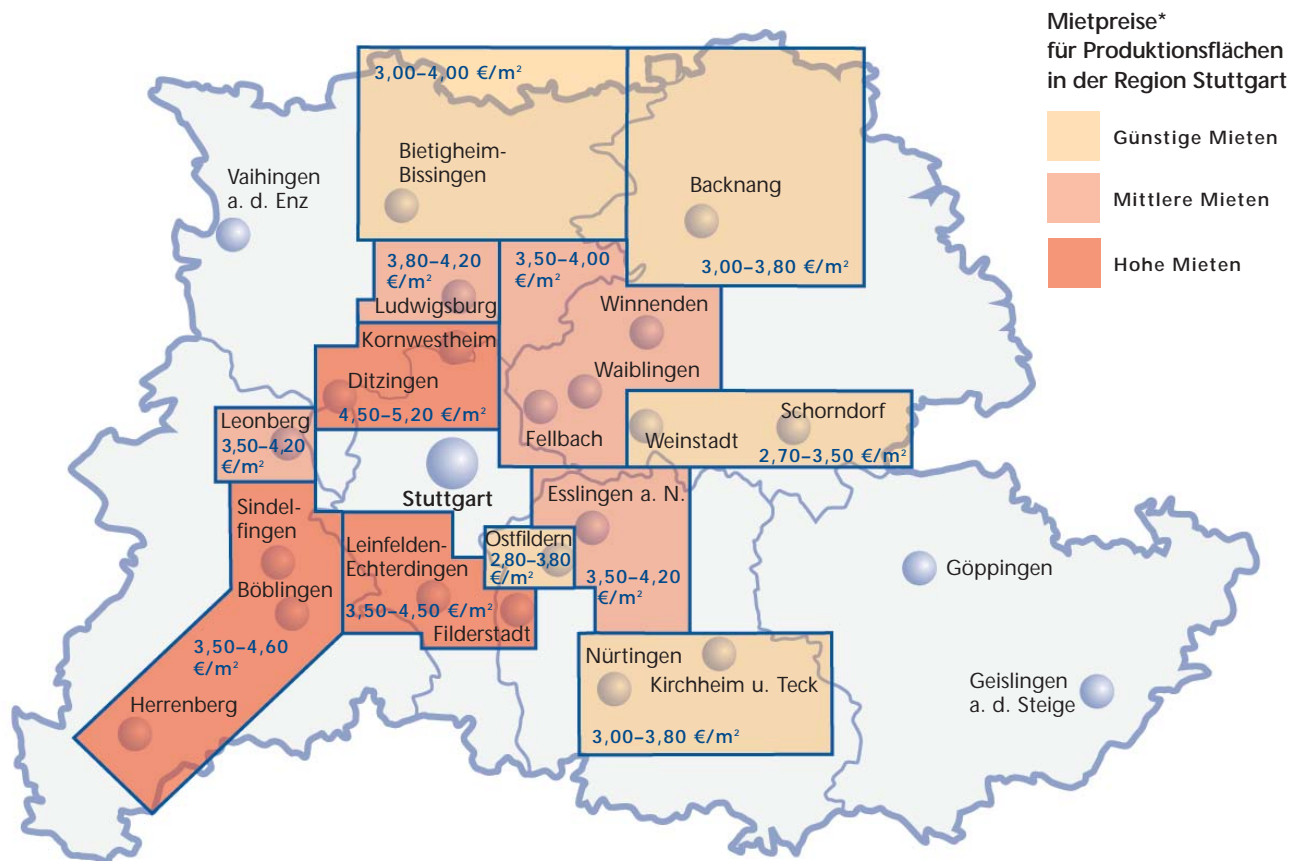 Mietpreise*
für Produktionsflächen
in der Region Stuttgart
Günstige Mieten
Mittlere Mieten
Hohe Mieten
3,00–4,00 €/m²
Bietigheim-
Bissingen
Vaihingen
a. d. Enz
Backnang
3,00–3,80 €/m²
3,80–4,20
€/m²
Ludwigsburg
3,50–4,00
€/m²
Winnenden
Waiblingen
Fellbach
Kornwestheim
Ditzingen
4,50–5,20 €/m²
Leonberg
3,50–4,20
€/m²
Schorndorf
Weinstadt
2,70–3,50 €/m²
Stuttgart
Sindel-
fingen
Böblingen
3,50–4,60
€/m²
Herrenberg
Leinfelden-
Echterdingen
3,50–4,50 €/m²
Filderstadt
Ostfildern
2,80–3,80
€/m²
Esslingen a. N.
3,50–4,20
€/m²
Nürtingen
Kirchheim u. Teck
3,00–3,80 €/m²
Göppingen
Geislingen
a. d. Steige